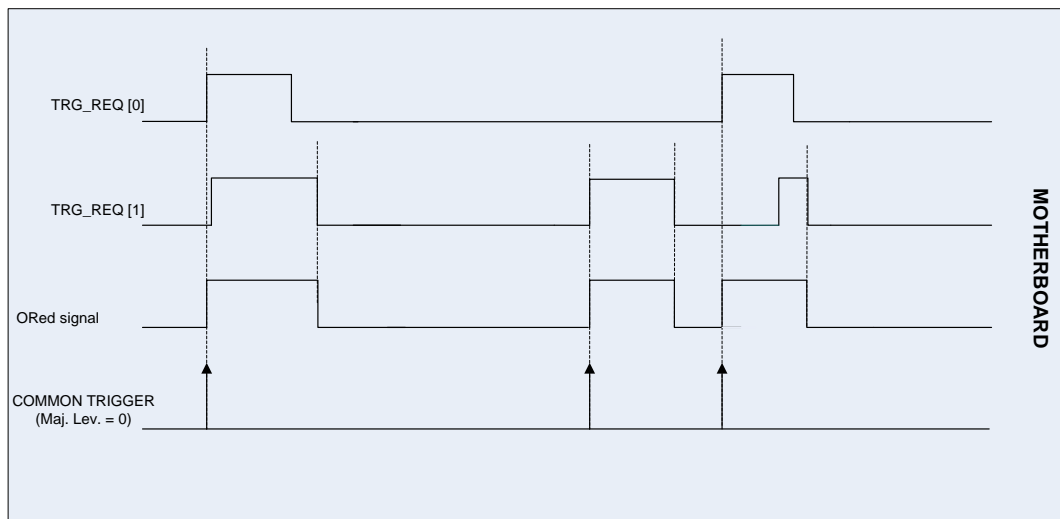 TRG_REQ [0]
TRG_REQ [1]
ORed signal
COMMON TRIGGER
(Maj. Lev. = 0)
MOTHERBOARD